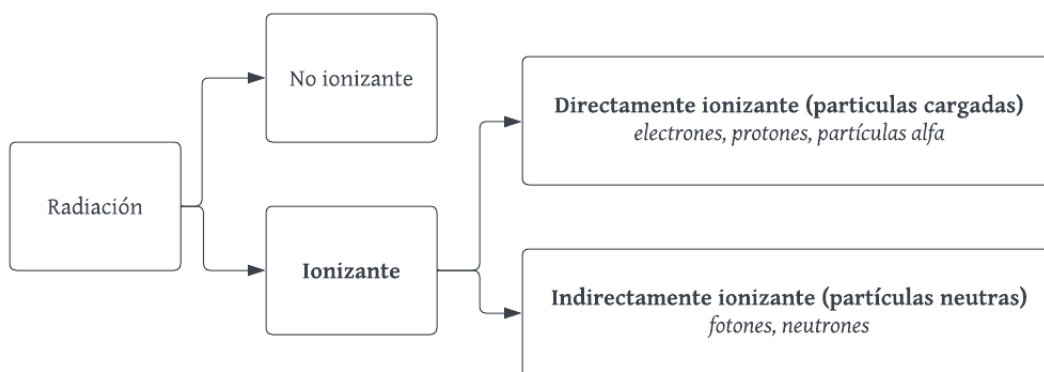 Radiación
No ionizante
Ionizante
Directamente ionizante (particulas cargadas)
electrones, protones, partículas alfa
Indirectamente ionizante (partículas neutras)
fotones, neutrones